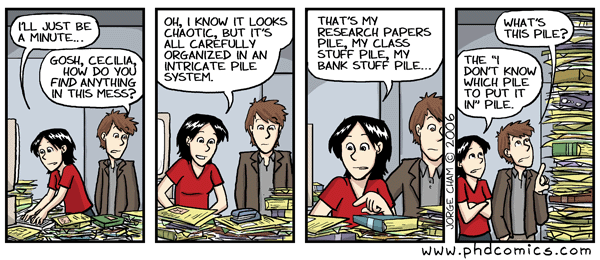 I'LL JUST BE
A MINUTE...
GOSH, CECILIA,
HOW DO YOU
FIND ANYTHING
IN THIS MESS?
OH, I KNOW IT LOOKS
CHAOTIC, BUT IT'S
ALL CAREFULLY
ORGANIZED IN AN
INTRICATE PILE
SYSTEM.
THAT'S MY
RESEARCH PAPERS
PILE, MY CLASS
STUFF PILE, MY
BANK STUFF PILE...
JORGE CHAM © 2006
WHAT'S
THIS PILE?
THE "I
DON'T KNOW
WHICH PILE
TO PUT IT
IN" PILE.
www.phdcomics.com